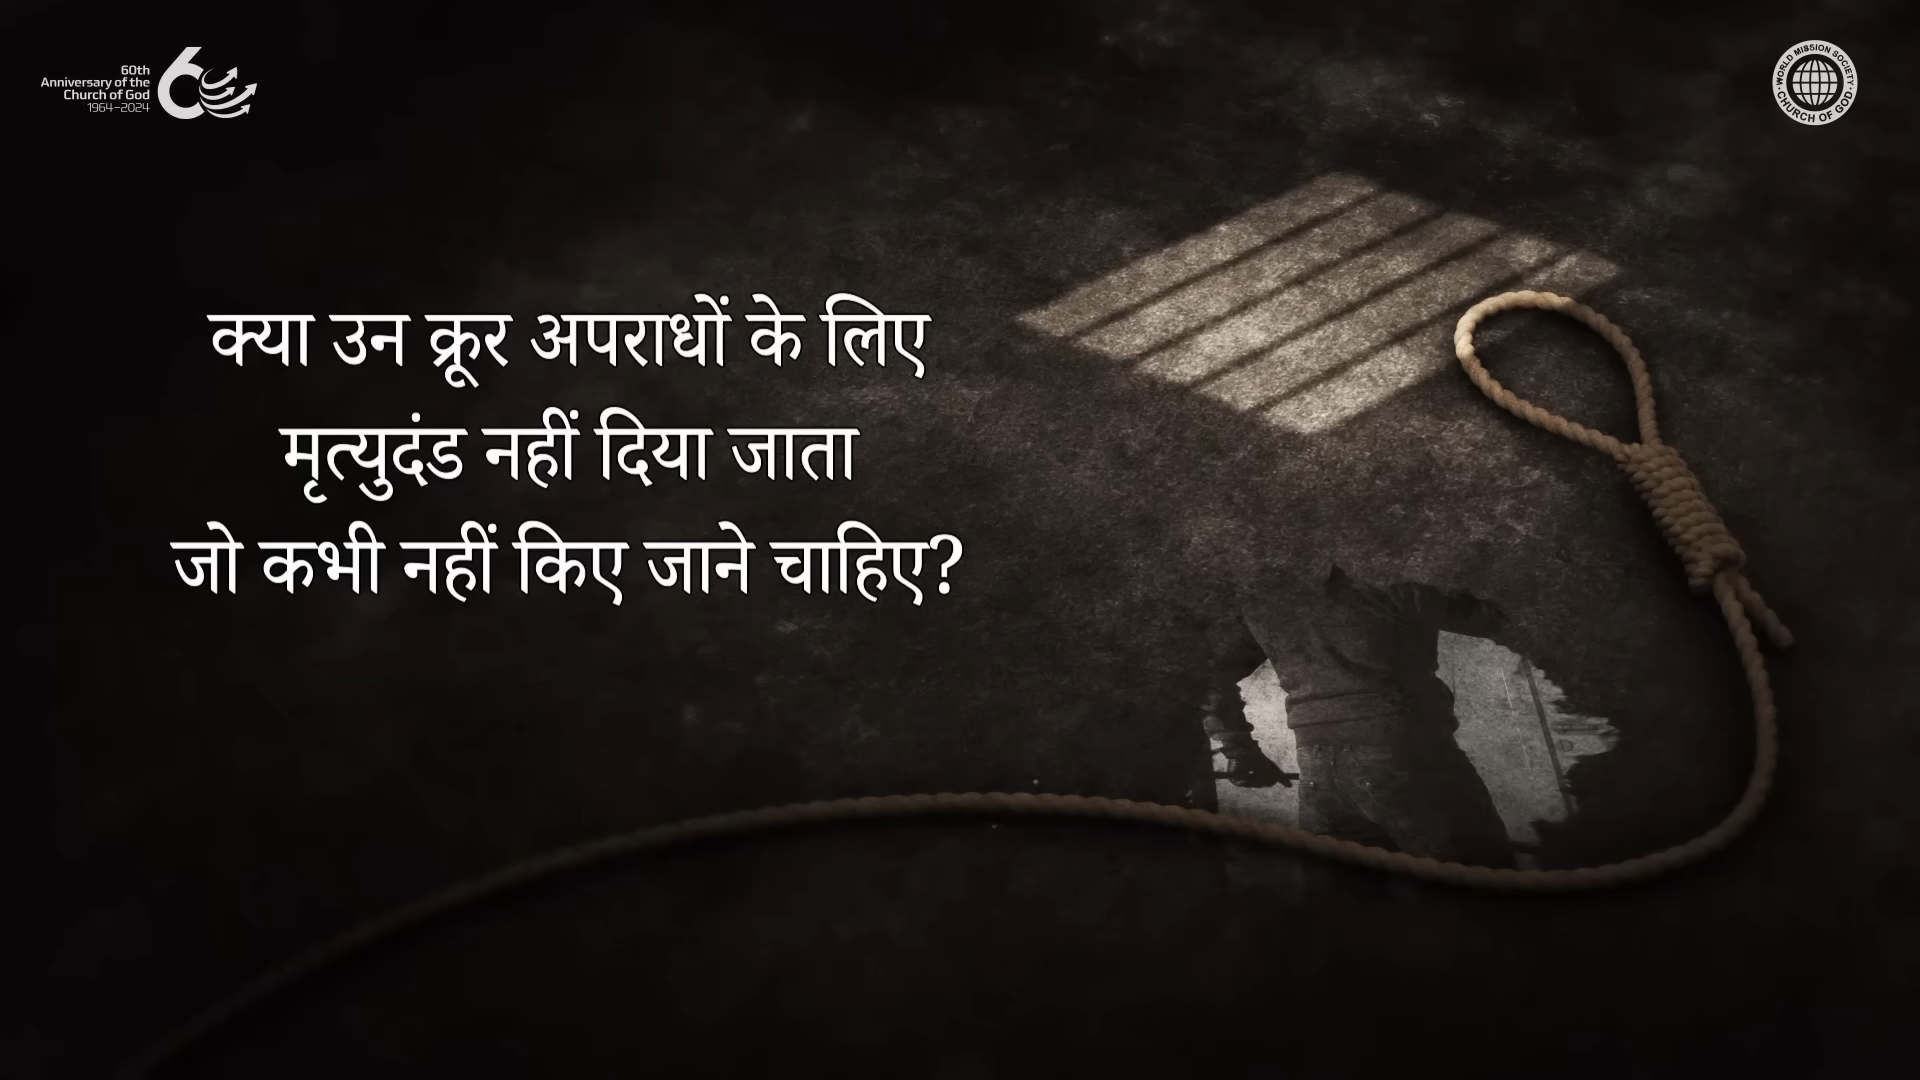 60th
Anniversary of the
Church of God
1964–2024
60
WORLD MISSION SOCIETY
CHURCH OF GOD
क्या उन क्रूर अपराधों के लिए
मृत्युदंड नहीं दिया जाता
जो कभी नहीं किए जाने चाहिए?